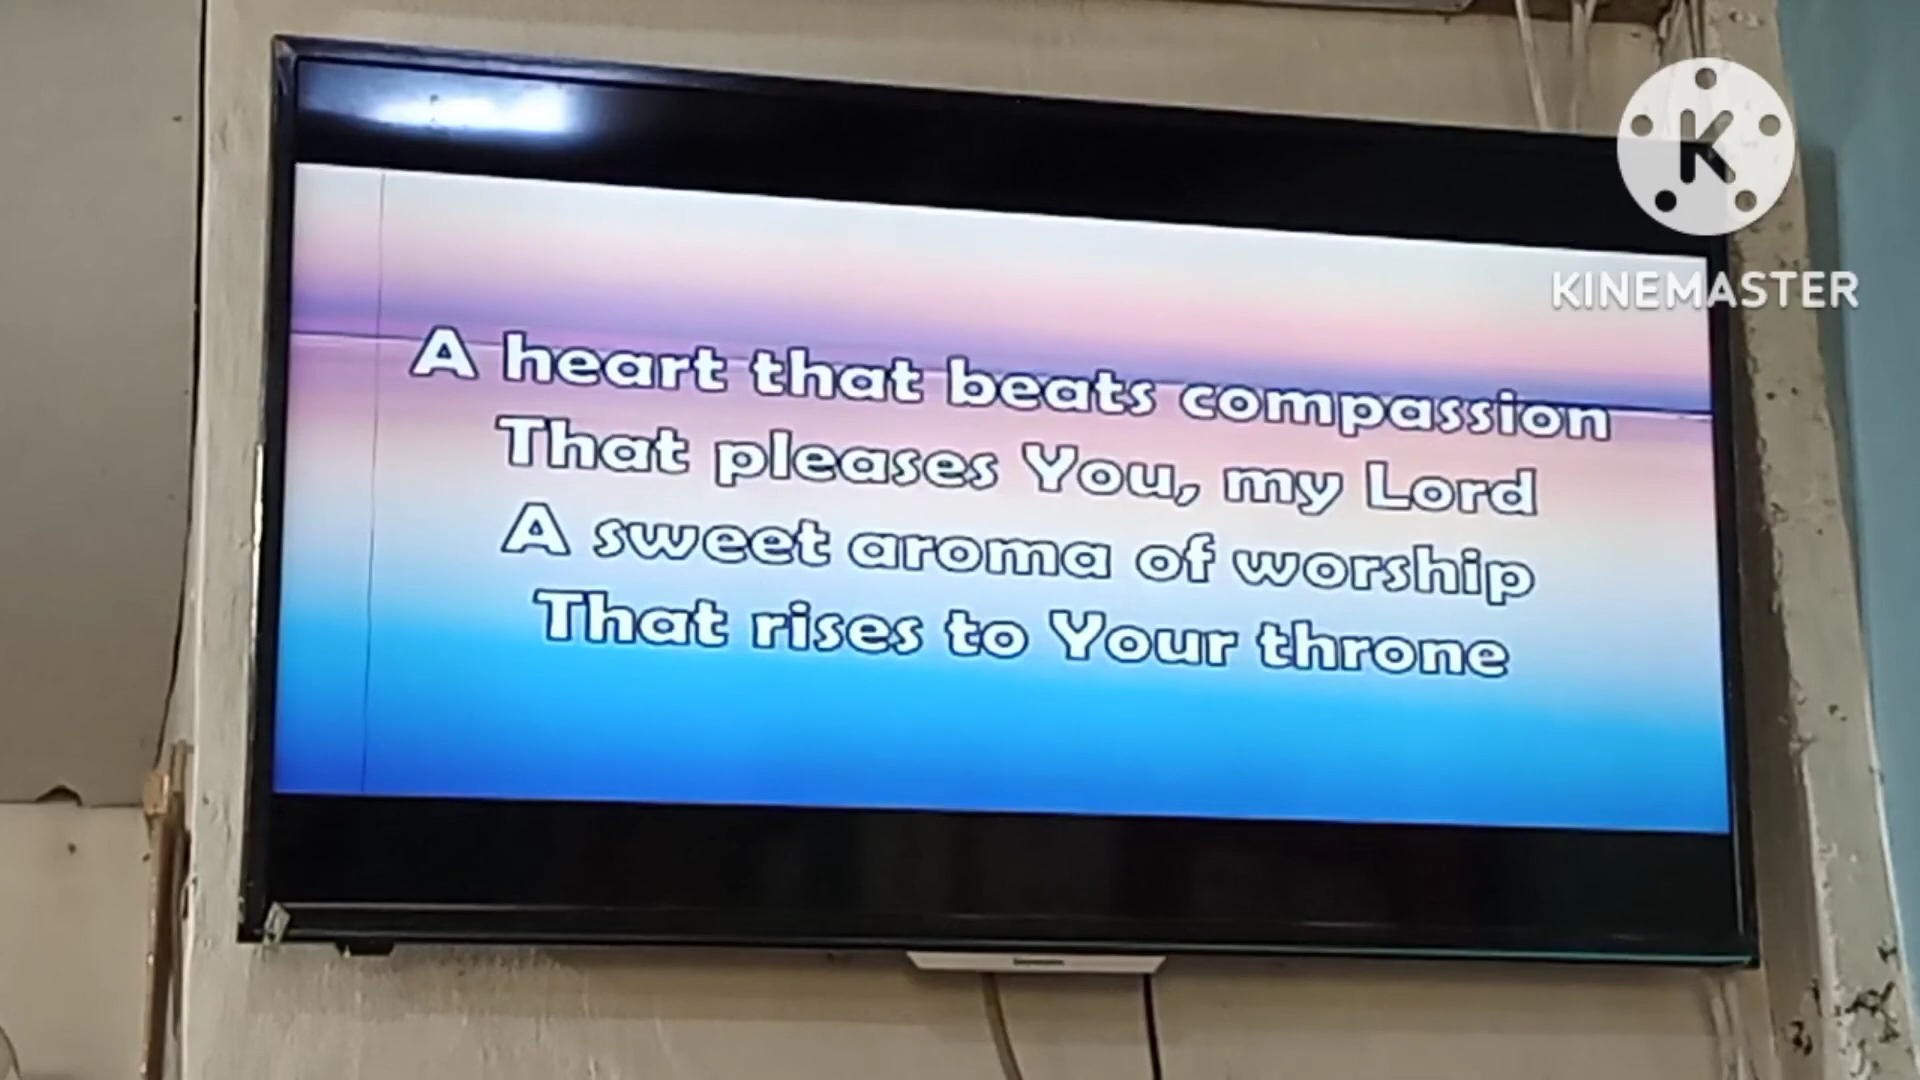 K
KINEMASTER
A heart that beats compassion
That pleases You, my Lord
A sweet aroma of worship
That rises to Your throne